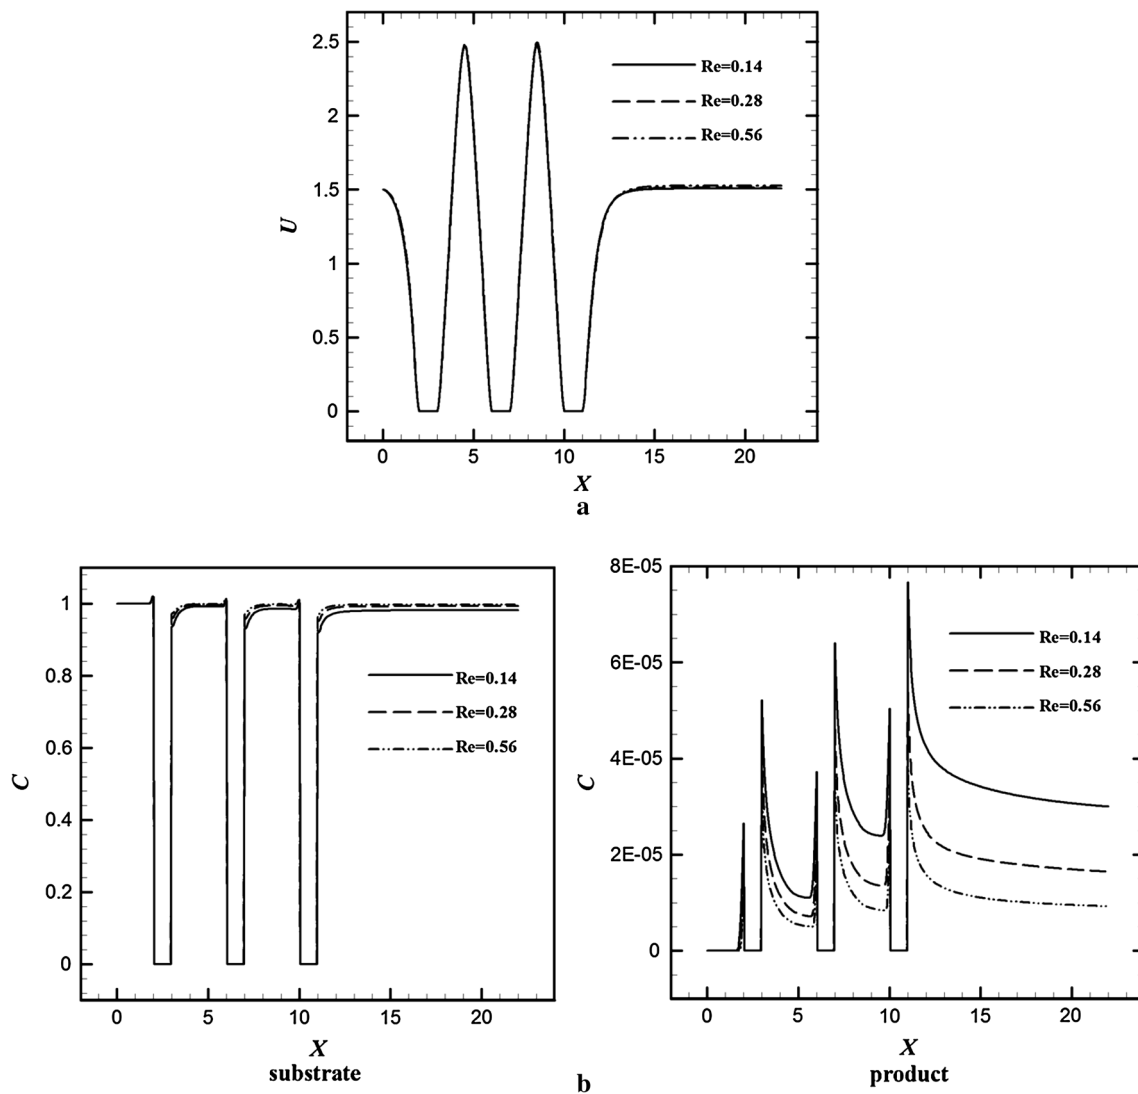 2.5
2
1.5
1
0.5
0
U
Re=0.14
Re=0.28
Re=0.56
0 5 10 15 20
X
a
1
0.8
0.6
0.4
0.2
0
C
Re=0.14
Re=0.28
Re=0.56
0 5 10 15 20
X
substrate
8E-05
6E-05
4E-05
2E-05
0
C
Re=0.14
Re=0.28
Re=0.56
0 5 10 15 20
X
product
b